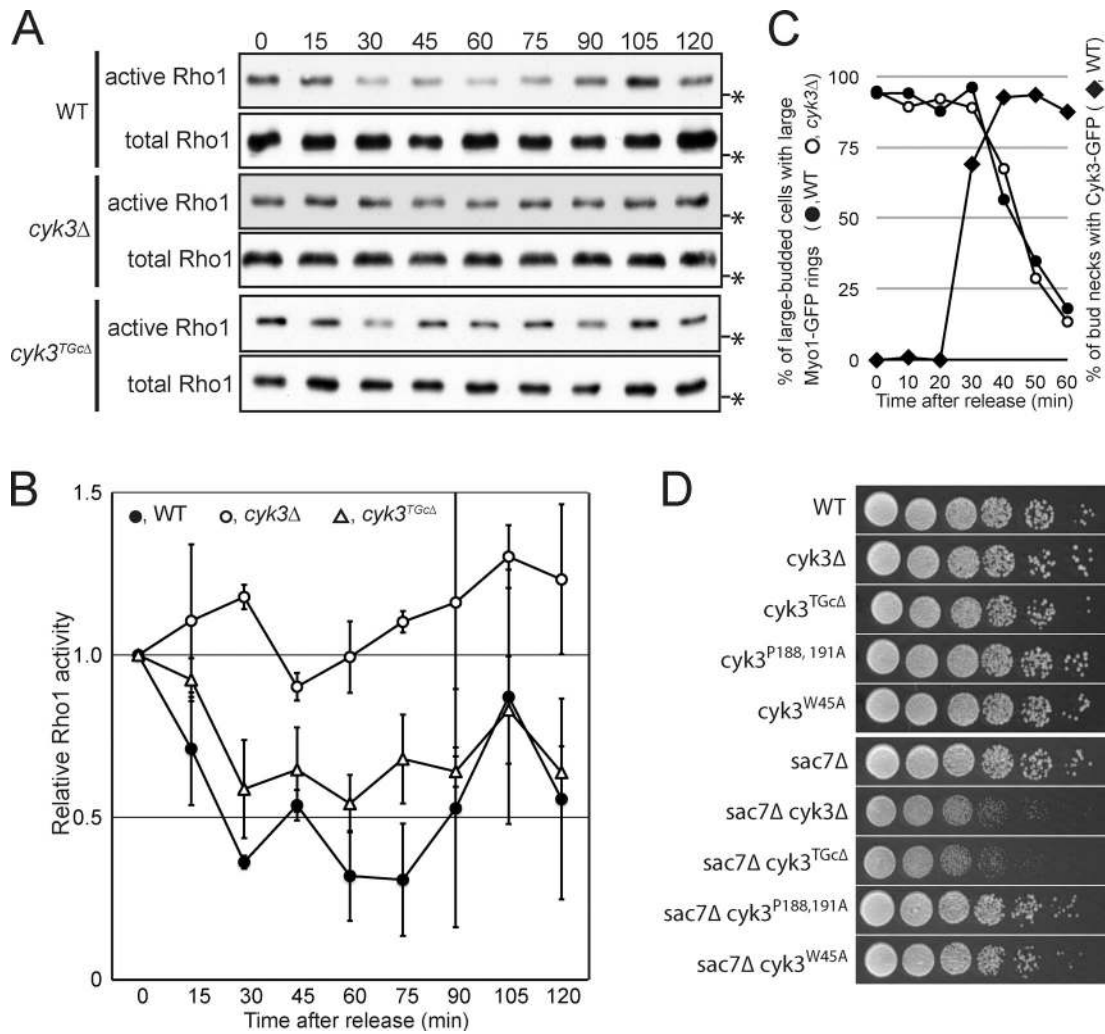 A
0 15 30 45 60 75 90 105 120
WT
active Rho1
*
total Rho1
*
cyk3Δ
active Rho1
*
total Rho1
*
cyk3TGcΔ
active Rho1
*
total Rho1
*
B
Relative Rho1 activity
1.5
1.0
0.5
0
●, WT ○, cyk3Δ △, cyk3TGcΔ
0 15 30 45 60 75 90 105 120
Time after release (min)
C
% of large-budded cells with large
Myo1-GFP rings (●,WT ○, cyk3Δ)
100
75
50
25
0
0 10 20 30 40 50 60
Time after release (min)
% of bud necks with Cyk3-GFP (◆, WT)
D
WT
cyk3Δ
cyk3TGcΔ
cyk3P188, 191A
cyk3W45A
sac7Δ
sac7Δ cyk3Δ
sac7Δ cyk3TGcΔ
sac7Δ cyk3P188,191A
sac7Δ cyk3W45A